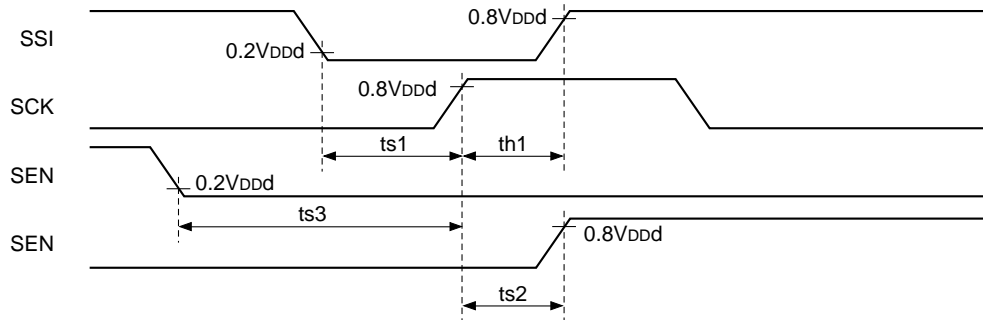 SSI
0.8VDDd
0.2VDDd
SCK
0.8VDDd
ts1
th1
SEN
0.2VDDd
ts3
SEN
0.8VDDd
ts2